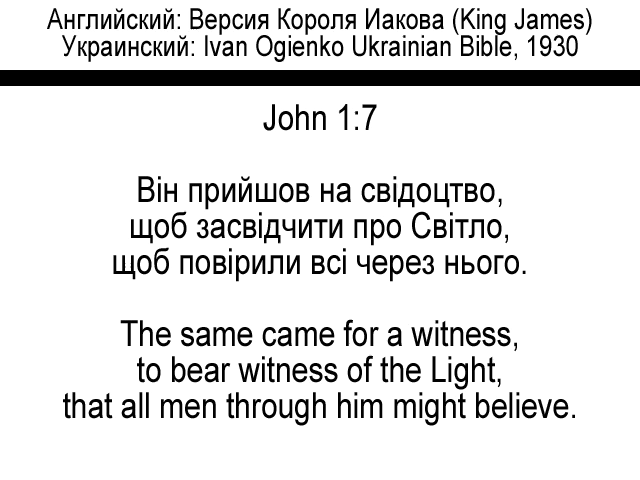 Английский: Версия Короля Иакова (King James)
Украинский: Ivan Ogienko Ukrainian Bible, 1930
John 1:7
Він прийшов на свідоцтво,
щоб засвідчити про Світло,
щоб повірили всі через нього.
The same came for a witness,
to bear witness of the Light,
that all men through him might believe.